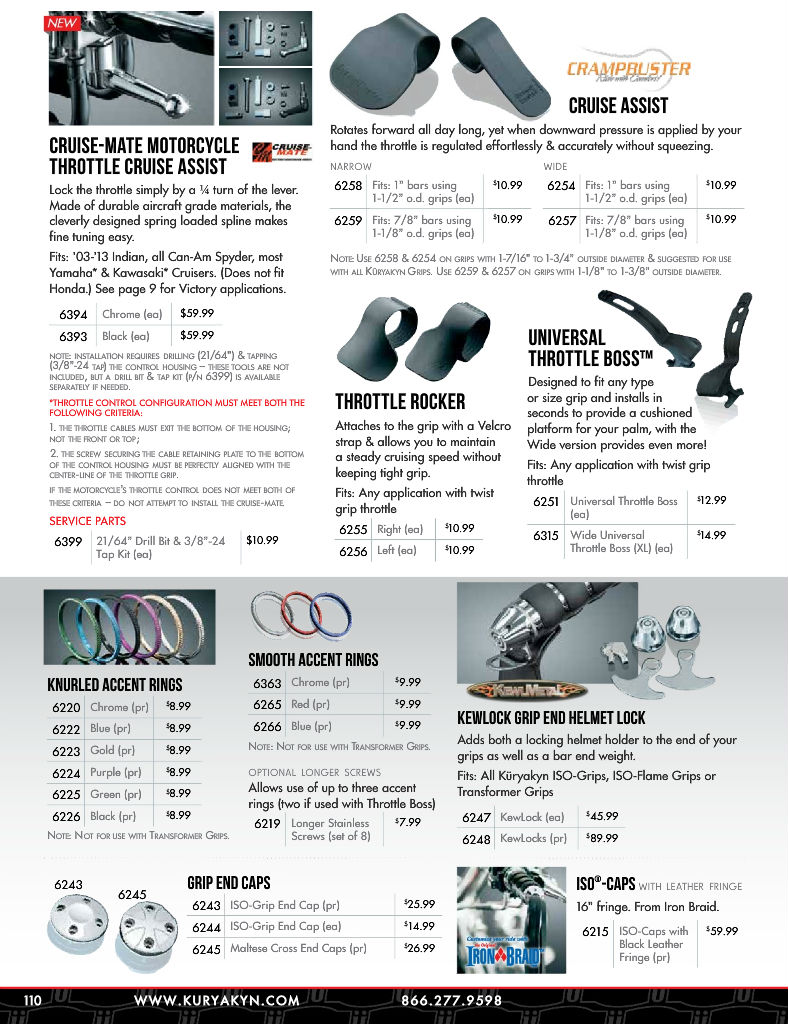 NEW
CRUISE-MATE MOTORCYCLE
THROTTLE CRUISE ASSIST
CRUISE-
MATE
Lock the throttle simply by a ¼ turn of the lever.
Made of durable aircraft grade materials, the
cleverly designed spring loaded spline makes
fine tuning easy.
Fits: '03-'13 Indian, all Can-Am Spyder, most
Yamaha* & Kawasaki* Cruisers. (Does not fit
Honda.) See page 9 for Victory applications.
6394 Chrome (ea) $59.99
6393 Black (ea) $59.99
NOTE: INSTALLATION REQUIRES DRILLING (21/64") & TAPPING
(3/8"-24 TAP) THE CONTROL HOUSING – THESE TOOLS ARE NOT
INCLUDED, BUT A DRILL BIT & TAP KIT (P/N 6399) IS AVAILABLE
SEPARATELY IF NEEDED.
*THROTTLE CONTROL CONFIGURATION MUST MEET BOTH THE
FOLLOWING CRITERIA:
1. THE THROTTLE CABLES MUST EXIT THE BOTTOM OF THE HOUSING;
NOT THE FRONT OR TOP;
2. THE SCREW SECURING THE CABLE RETAINING PLATE TO THE BOTTOM
OF THE CONTROL HOUSING MUST BE PERFECTLY ALIGNED WITH THE
CENTER-LINE OF THE THROTTLE GRIP.
IF THE MOTORCYCLE'S THROTTLE CONTROL DOES NOT MEET BOTH OF
THESE CRITERIA – DO NOT ATTEMPT TO INSTALL THE CRUISE-MATE.
SERVICE PARTS
6399 21/64" Drill Bit & 3/8"-24 $10.99
Tap Kit (ea)
CRAMPBUSTER
CRUISE ASSIST
Rotates forward all day long, yet when downward pressure is applied by your
hand the throttle is regulated effortlessly & accurately without squeezing.
NARROW
6258 Fits: 1" bars using $10.99
1-1/2" o.d. grips (ea)
6259 Fits: 7/8" bars using $10.99
1-1/8" o.d. grips (ea)
WIDE
6254 Fits: 1" bars using $10.99
1-1/2" o.d. grips (ea)
6257 Fits: 7/8" bars using $10.99
1-1/8" o.d. grips (ea)
NOTE: USE 6258 & 6254 ON GRIPS WITH 1-7/16" TO 1-3/4" OUTSIDE DIAMETER & SUGGESTED FOR USE
WITH ALL KÜRYAKYN GRIPS. USE 6259 & 6257 ON GRIPS WITH 1-1/8" TO 1-3/8" OUTSIDE DIAMETER.
THROTTLE ROCKER
Attaches to the grip with a Velcro
strap & allows you to maintain
a steady cruising speed without
keeping tight grip.
Fits: Any application with twist
grip throttle
6255 Right (ea) $10.99
6256 Left (ea) $10.99
UNIVERSAL
THROTTLE BOSS™
Designed to fit any type
or size grip and installs in
seconds to provide a cushioned
platform for your palm, with the
Wide version provides even more!
Fits: Any application with twist grip
throttle
6251 Universal Throttle Boss $12.99
(ea)
6315 Wide Universal $14.99
Throttle Boss (XL) (ea)
KNURLED ACCENT RINGS
6220 Chrome (pr) $8.99
6222 Blue (pr) $8.99
6223 Gold (pr) $8.99
6224 Purple (pr) $8.99
6225 Green (pr) $8.99
6226 Black (pr) $8.99
NOTE: NOT FOR USE WITH TRANSFORMER GRIPS.
SMOOTH ACCENT RINGS
6363 Chrome (pr) $9.99
6265 Red (pr) $9.99
6266 Blue (pr) $9.99
NOTE: NOT FOR USE WITH TRANSFORMER GRIPS.
OPTIONAL LONGER SCREWS
Allows use of up to three accent
rings (two if used with Throttle Boss)
6219 Longer Stainless $7.99
Screws (set of 8)
KEWLMETAL
KEWLOCK GRIP END HELMET LOCK
Adds both a locking helmet holder to the end of your
grips as well as a bar end weight.
Fits: All Küryakyn ISO-Grips, ISO-Flame Grips or
Transformer Grips
6247 KewLock (ea) $45.99
6248 KewLocks (pr) $89.99
6243
6245
GRIP END CAPS
6243 ISO-Grip End Cap (pr) $25.99
6244 ISO-Grip End Cap (ea) $14.99
6245 Maltese Cross End Caps (pr) $26.99
Customize your ride with
The Original
IRON BRAID
ISO®-CAPS WITH LEATHER FRINGE
16" fringe. From Iron Braid.
6215 ISO-Caps with $59.99
Black Leather
Fringe (pr)
110 WWW.KURYAKYN.COM 866.277.9598